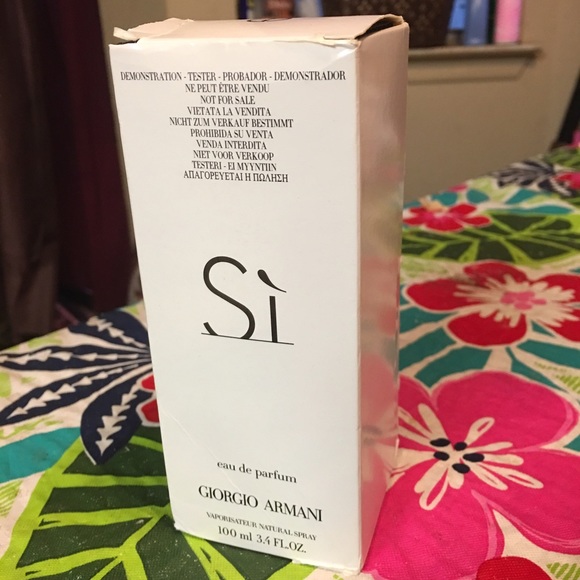 DEMONSTRATION - TESTER - PROBADOR - DEMONSTRADOR
NE PEUT ÊTRE VENDU
NOT FOR SALE
VIETATA LA VENDITA
NICHT ZUM VERKAUF BESTIMMT
PROHIBIDA SU VENTA
VENDA INTERDITA
NIET VOOR VERKOOP
TESTERI - EI MYYNTIIN
ΑΠΑΓΟΡΕΥΕΤΑΙ Η ΠΩΛΗΣΗ
Sì
eau de parfum
GIORGIO ARMANI
VAPORISATEUR NATURAL SPRAY
100 ml 3.4 FL.OZ.